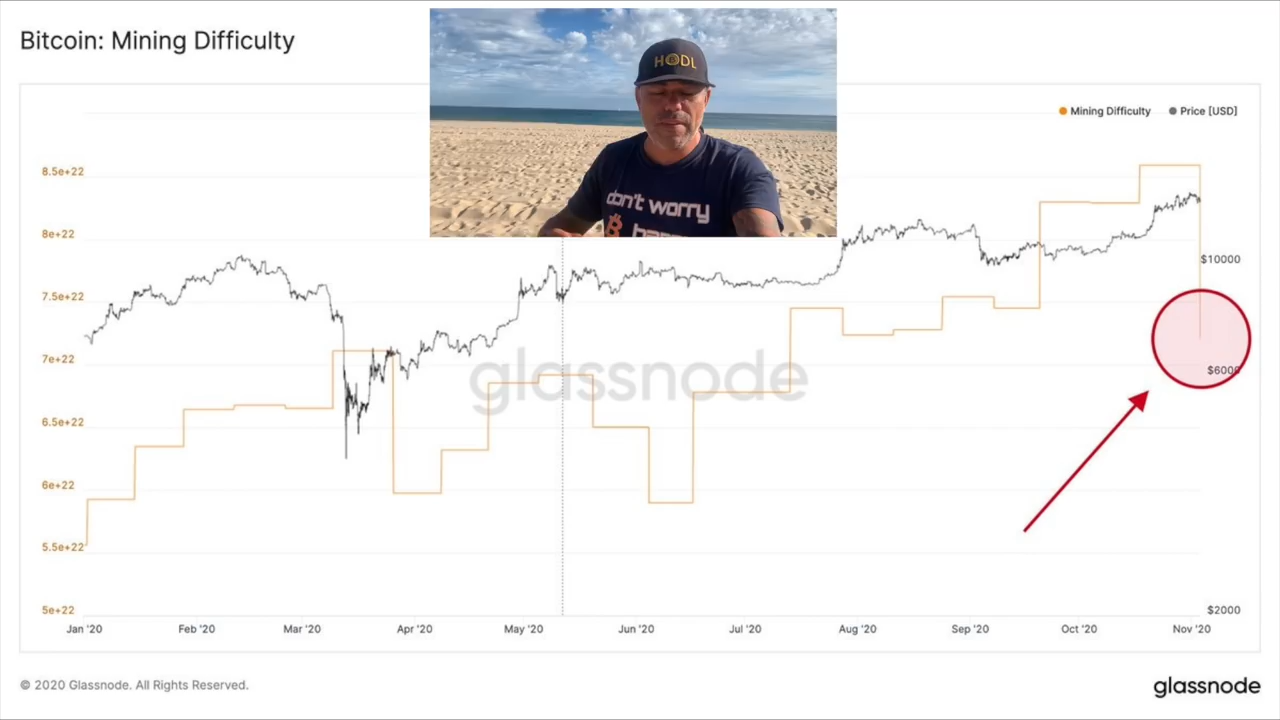 Bitcoin: Mining Difficulty
HODL
don't worry
Mining Difficulty
Price [USD]
8.5e+22
8e+22
7.5e+22
7e+22
6.5e+22
6e+22
5.5e+22
5e+22
$10000
$6000
$2000
glassnode
Jan '20
Feb '20
Mar '20
Apr '20
May '20
Jun '20
Jul '20
Aug '20
Sep '20
Oct '20
Nov '20
© 2020 Glassnode. All Rights Reserved.
glassnode